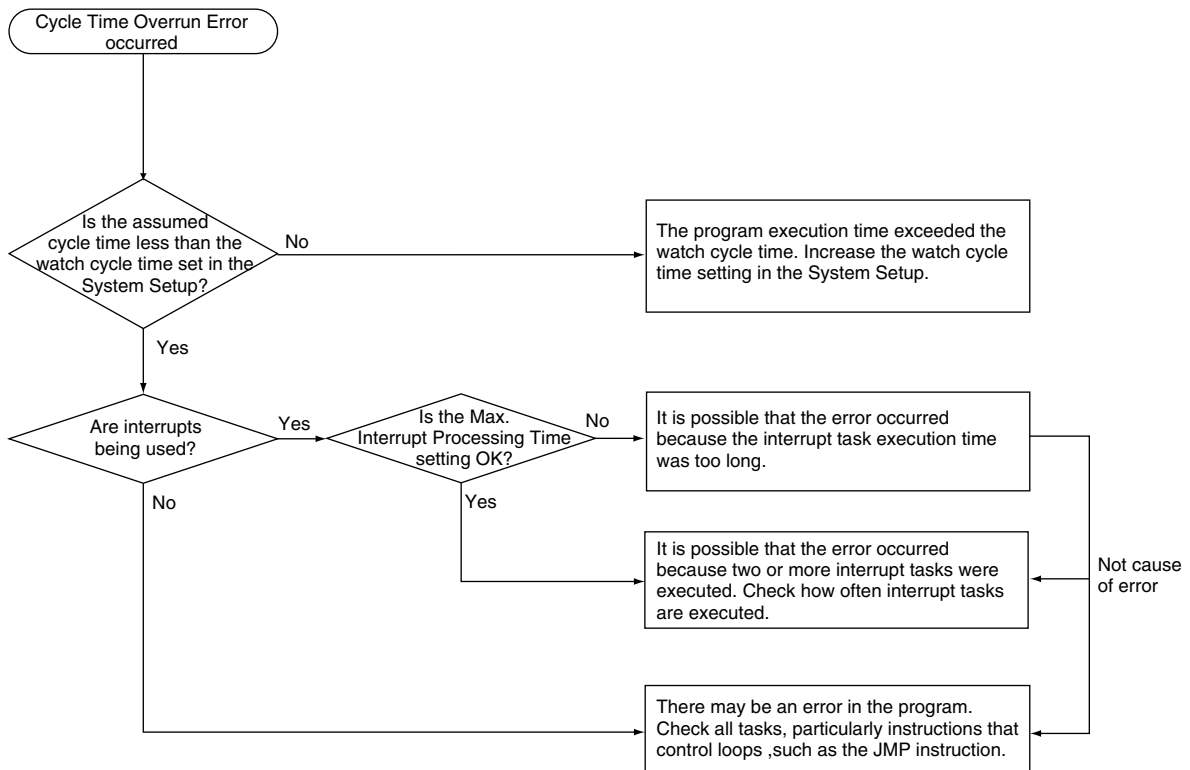 Cycle Time Overrun Error
occurred
Is the assumed
cycle time less than the
watch cycle time set in the
System Setup?
No
The program execution time exceeded the
watch cycle time. Increase the watch cycle
time setting in the System Setup.
Yes
Are interrupts
being used?
Yes
Is the Max.
Interrupt Processing Time
setting OK?
No
It is possible that the error occurred
because the interrupt task execution time
was too long.
No
Yes
It is possible that the error occurred
because two or more interrupt tasks were
executed. Check how often interrupt tasks
are executed.
Not cause
of error
There may be an error in the program.
Check all tasks, particularly instructions that
control loops ,such as the JMP instruction.